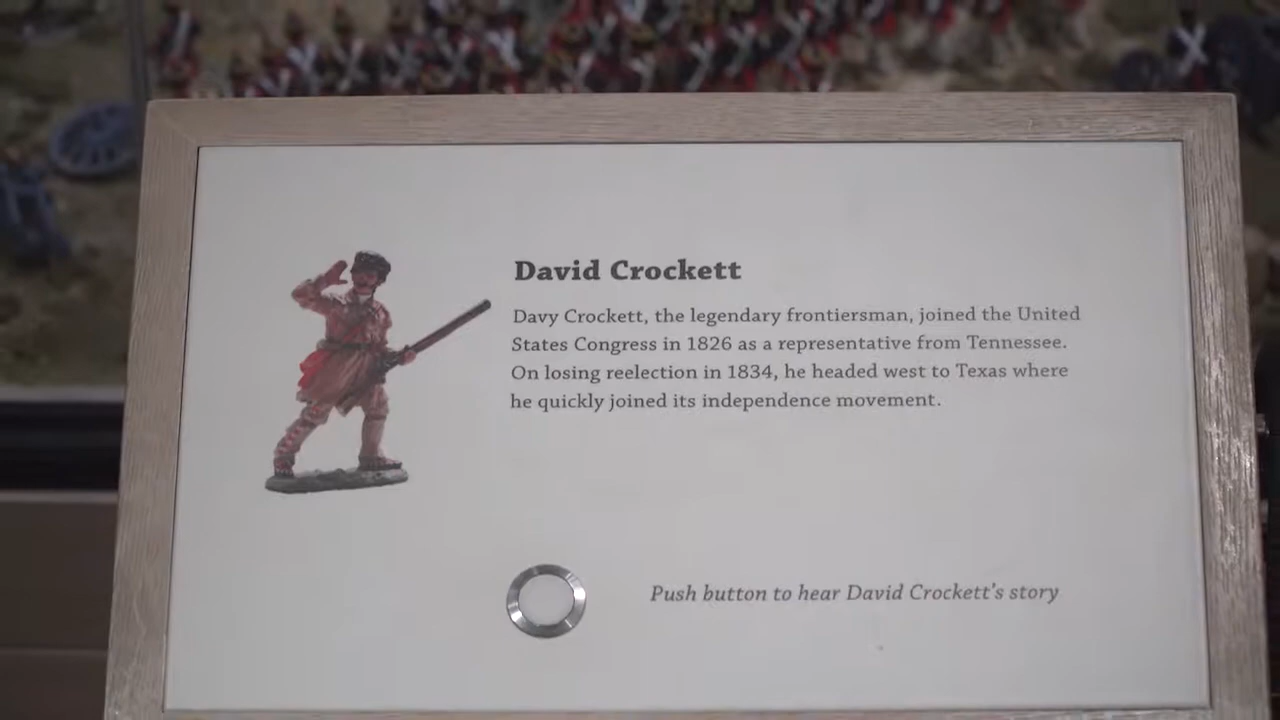 David Crockett
Davy Crockett, the legendary frontiersman, joined the United
States Congress in 1826 as a representative from Tennessee.
On losing reelection in 1834, he headed west to Texas where
he quickly joined its independence movement.
Push button to hear David Crockett's story